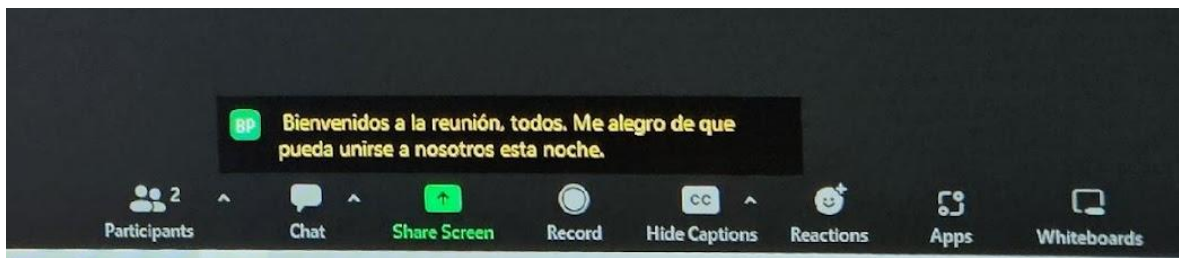 BP
Bienvenidos a la reunión, todos. Me alegro de que
pueda unirse a nosotros esta noche.
2
Participants
Chat
Share Screen
Record
CC
Hide Captions
Reactions
Apps
Whiteboards